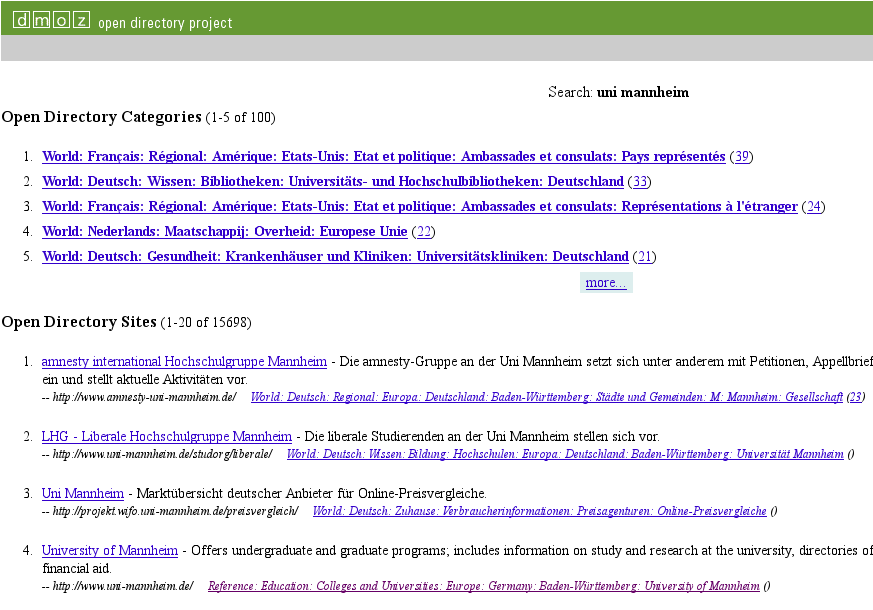 dmoz open directory project
Search: uni mannheim
Open Directory Categories (1-5 of 100)
1. World: Français: Régional: Amérique: Etats-Unis: Etat et politique: Ambassades et consulats: Pays représentés (39)
2. World: Deutsch: Wissen: Bibliotheken: Universitäts- und Hochschulbibliotheken: Deutschland (33)
3. World: Français: Régional: Amérique: Etats-Unis: Etat et politique: Ambassades et consulats: Représentations à l'étranger (24)
4. World: Nederlands: Maatschappij: Overheid: Europese Unie (22)
5. World: Deutsch: Gesundheit: Krankenhäuser und Kliniken: Universitätskliniken: Deutschland (21)
more...
Open Directory Sites (1-20 of 15698)
1. amnesty international Hochschulgruppe Mannheim - Die amnesty-Gruppe an der Uni Mannheim setzt sich unter anderem mit Petitionen, Appellbrief
ein und stellt aktuelle Aktivitäten vor.
-- http://www.amnesty-uni-mannheim.de/ World: Deutsch: Regional: Europa: Deutschland: Baden-Württemberg: Städte und Gemeinden: M: Mannheim: Gesellschaft (23)
2. LHG - Liberale Hochschulgruppe Mannheim - Die liberale Studierenden an der Uni Mannheim stellen sich vor.
-- http://www.uni-mannheim.de/studorg/liberale/ World: Deutsch: Wissen: Bildung: Hochschulen: Europa: Deutschland: Baden-Württemberg: Universität Mannheim ()
3. Uni Mannheim - Marktübersicht deutscher Anbieter für Online-Preisvergleiche.
-- http://projekt.wifo.uni-mannheim.de/preisvergleich/ World: Deutsch: Zuhause: Verbraucherinformationen: Preisagenturen: Online-Preisvergleiche ()
4. University of Mannheim - Offers undergraduate and graduate programs; includes information on study and research at the university, directories of
financial aid.
-- http://www.uni-mannheim.de/ Reference: Education: Colleges and Universities: Europe: Germany: Baden-Württemberg: University of Mannheim ()